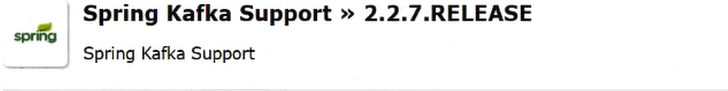 spring
Spring Kafka Support » 2.2.7.RELEASE
Spring Kafka Support